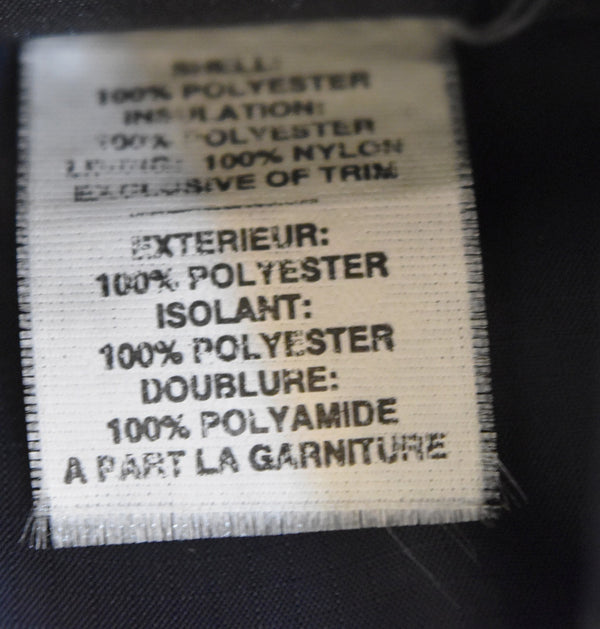 SHELL:
100% POLYESTER
INSULATION:
100% POLYESTER
LINING: 100% NYLON
EXCLUSIVE OF TRIM
EXTERIEUR:
100% POLYESTER
ISOLANT:
100% POLYESTER
DOUBLURE:
100% POLYAMIDE
A PART LA GARNITURE